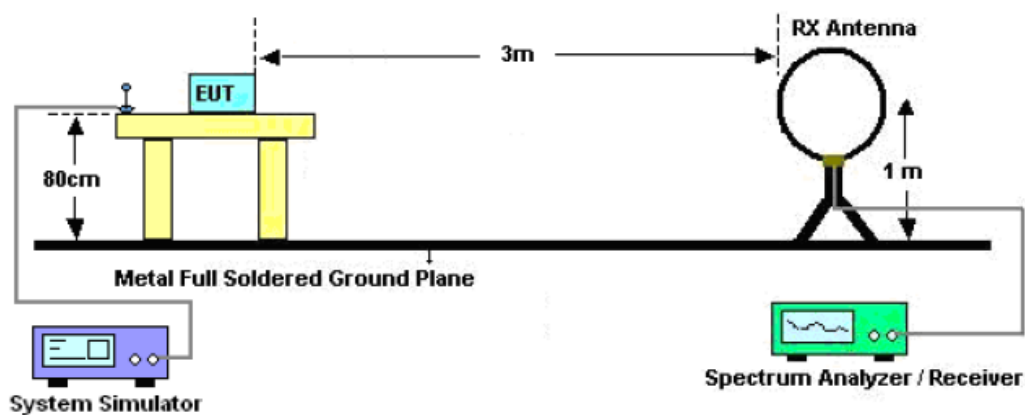 RX Antenna
3m
EUT
80cm
1 m
Metal Full Soldered Ground Plane
System Simulator
Spectrum Analyzer / Receiver